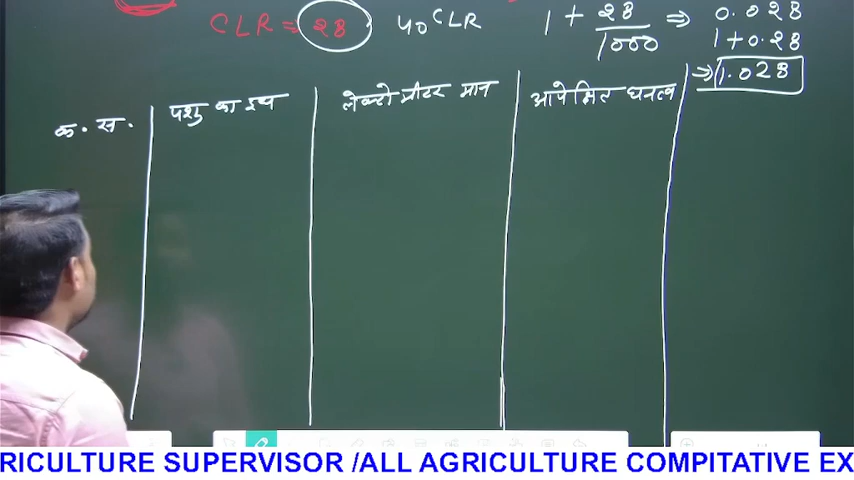 CLR = 28 40 CLR 1 + 28/1000 ⇒ 0.028
1 + 0.28
⇒ 1.028
क. स. पशु का दूध लेक्टोमीटर मान आपेक्षित घनत्व
RICULTURE SUPERVISOR /ALL AGRICULTURE COMPITATIVE EX